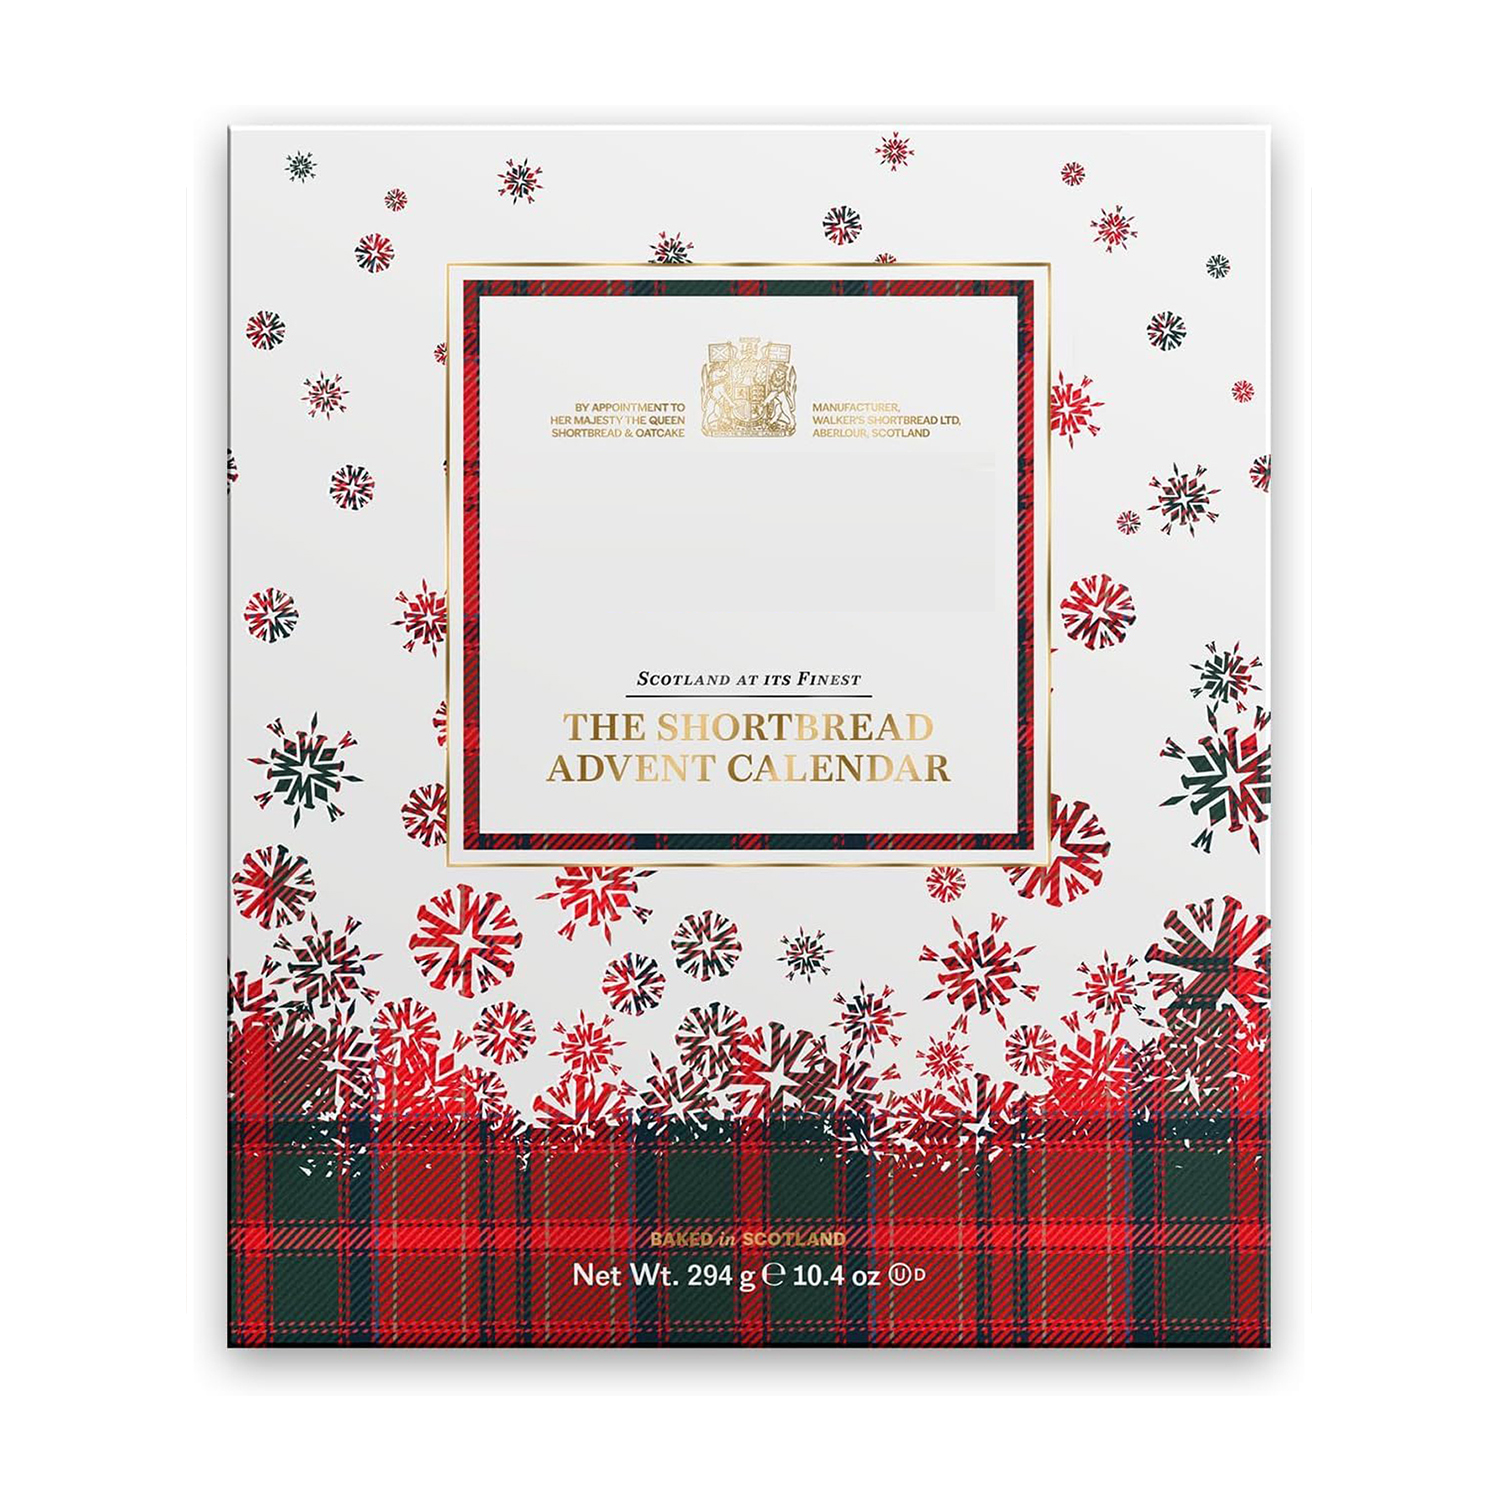 BY APPOINTMENT TO
HER MAJESTY THE QUEEN
SHORTBREAD & OATCAKE
MANUFACTURER,
WALKER'S SHORTBREAD LTD,
ABERLOUR, SCOTLAND
SCOTLAND AT ITS FINEST
THE SHORTBREAD
ADVENT CALENDAR
BAKED in SCOTLAND
Net Wt. 294 g ℮ 10.4 oz ⓊD